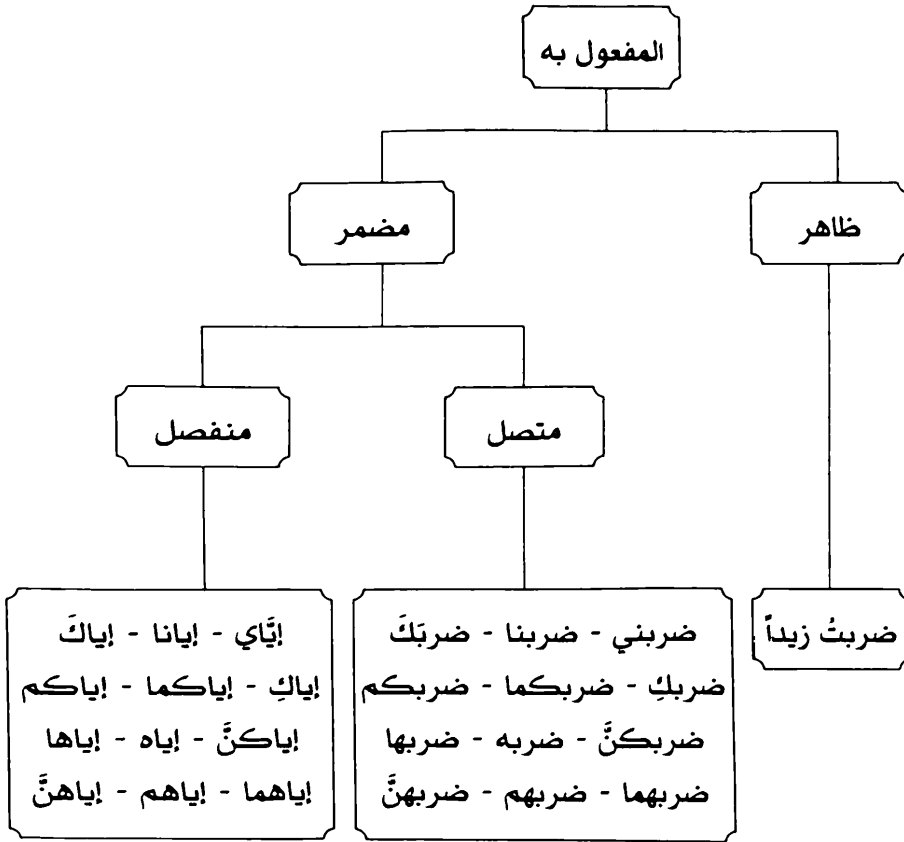 المفعول به
ظاهر
مضمر
متصل
منفصل
ضربتُ زيداً
ضربني - ضربنا - ضربَكَ
ضربكِ - ضربكما - ضربكم
ضربكنَّ - ضربه - ضربها
ضربهما - ضربهم - ضربهنَّ
إيَّاي - إيانا - إياكَ
إياكِ - إياكما - إياكم
إياكنَّ - إياه - إياها
إياهما - إياهم - إياهنَّ